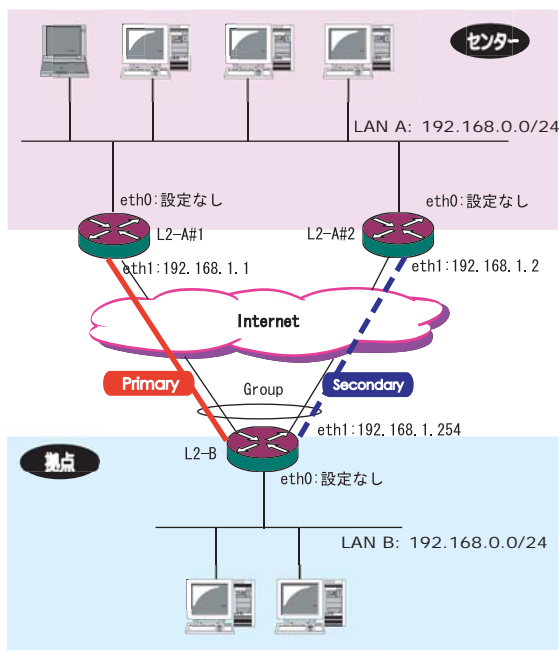 センター
LAN A: 192.168.0.0/24
eth0:設定なし
eth0:設定なし
L2-A#1
L2-A#2
eth1:192.168.1.1
eth1:192.168.1.2
Internet
Primary
Group
Secondary
eth1:192.168.1.254
拠点
L2-B
eth0:設定なし
LAN B: 192.168.0.0/24